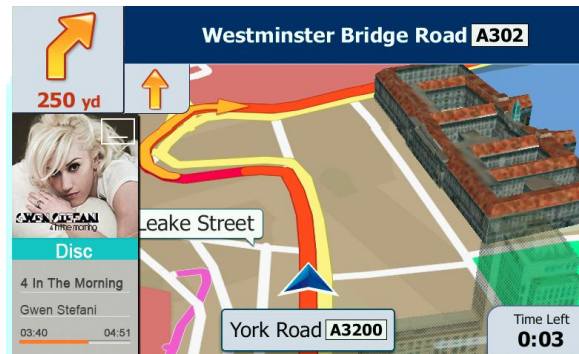 Westminster Bridge Road A302
250 yd
GWEN STEFANI
4 in the morning
Disc
Leake Street
4 In The Morning
Gwen Stefani
03:40 04:51
York Road A3200
Time Left
0:03